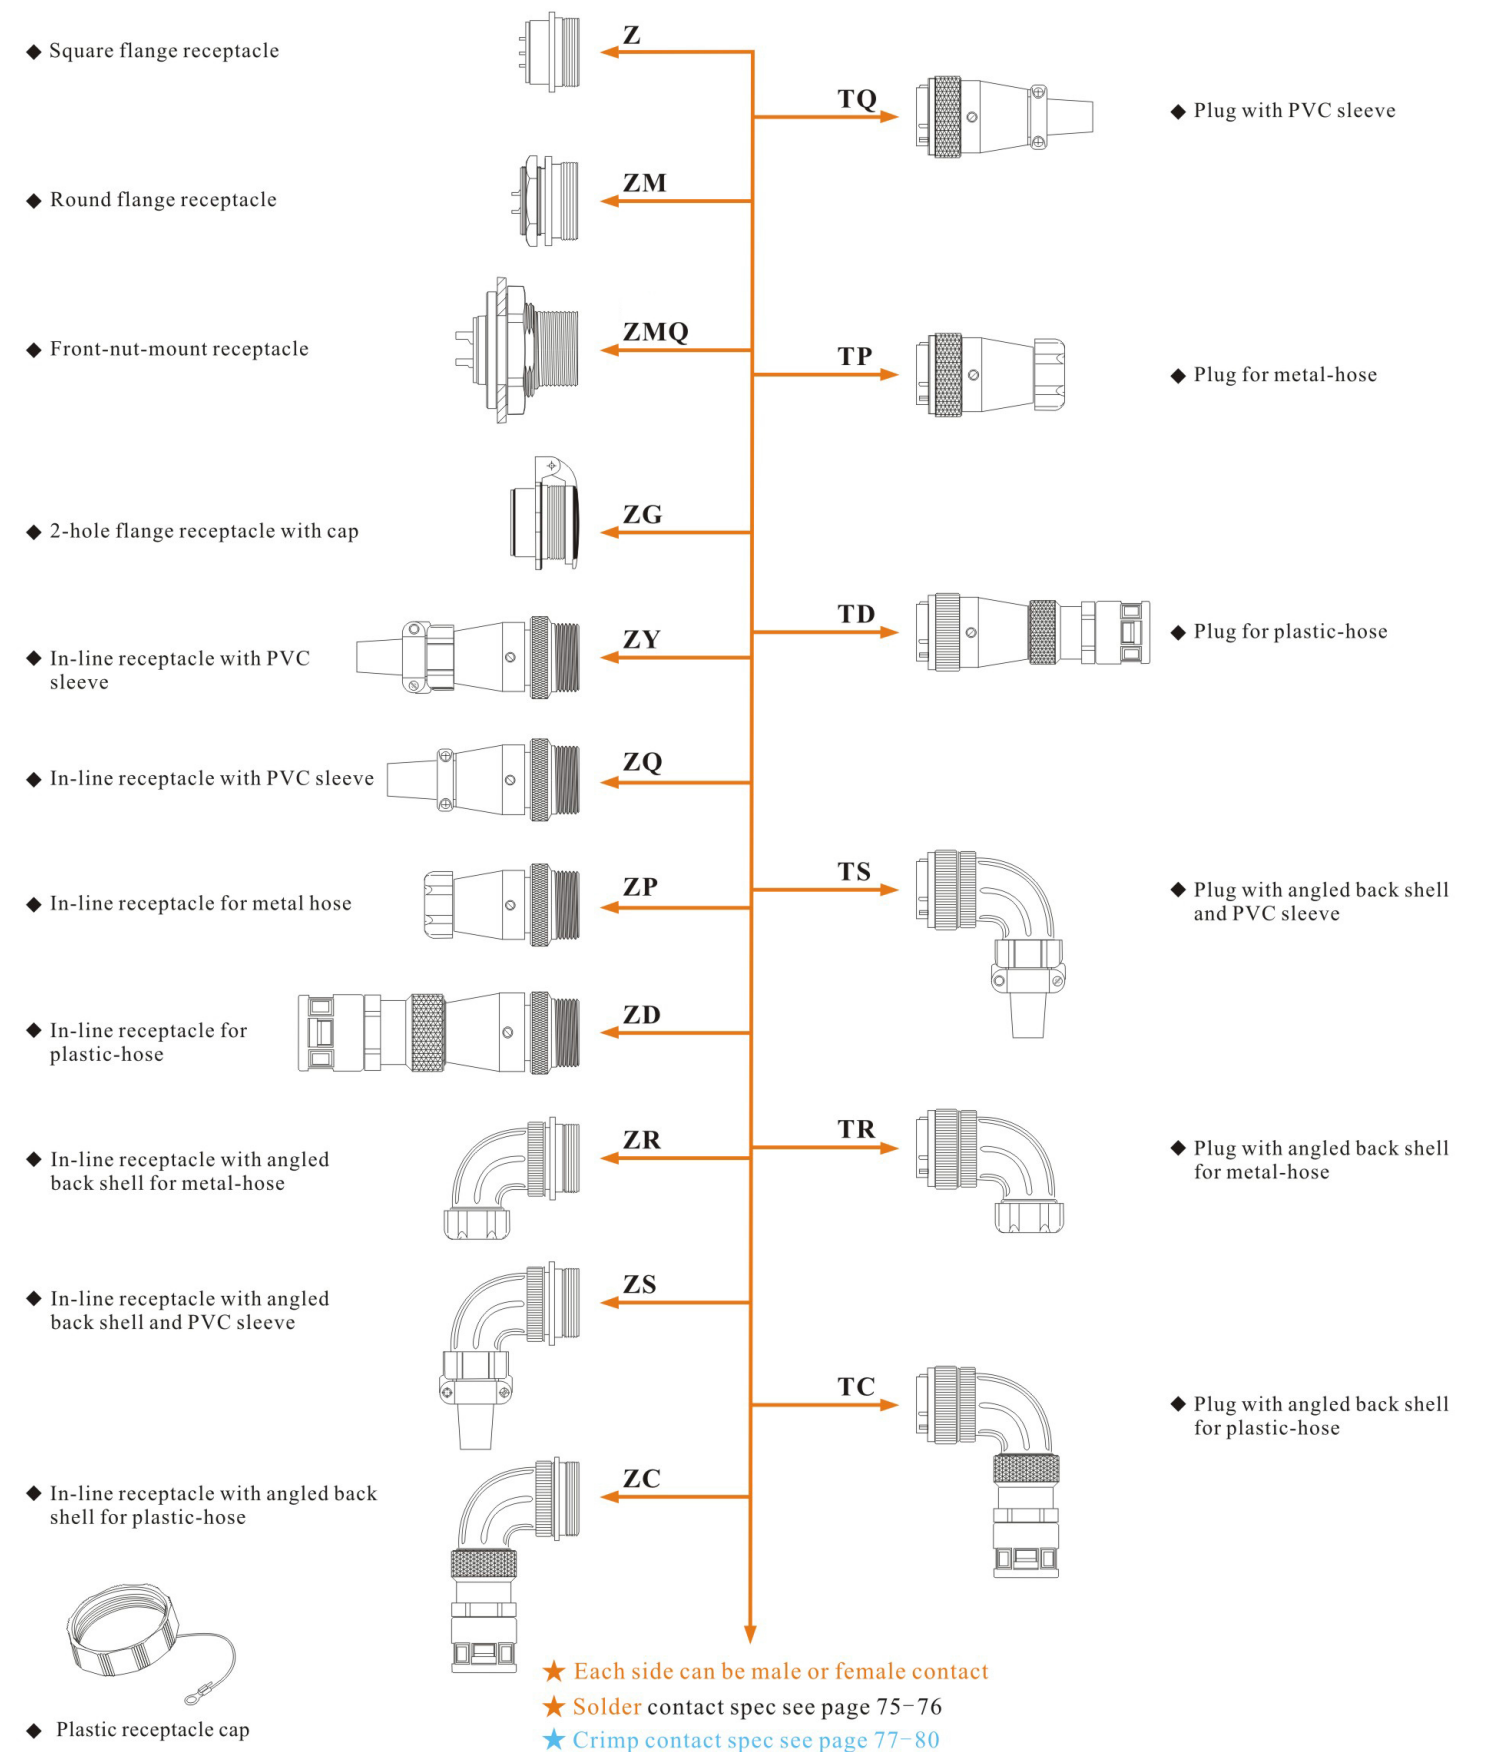 Z
◆ Square flange receptacle
TQ
◆ Plug with PVC sleeve
ZM
◆ Round flange receptacle
ZMQ
◆ Front-nut-mount receptacle
TP
◆ Plug for metal-hose
ZG
◆ 2-hole flange receptacle with cap
TD
◆ Plug for plastic-hose
ZY
◆ In-line receptacle with PVC
sleeve
ZQ
◆ In-line receptacle with PVC sleeve
TS
◆ Plug with angled back shell
and PVC sleeve
ZP
◆ In-line receptacle for metal hose
ZD
◆ In-line receptacle for
plastic-hose
TR
◆ Plug with angled back shell
for metal-hose
ZR
◆ In-line receptacle with angled
back shell for metal-hose
ZS
◆ In-line receptacle with angled
back shell and PVC sleeve
TC
◆ Plug with angled back shell
for plastic-hose
ZC
◆ In-line receptacle with angled back
shell for plastic-hose
◆ Plastic receptacle cap
★ Each side can be male or female contact
★ Solder contact spec see page 75-76
★ Crimp contact spec see page 77-80